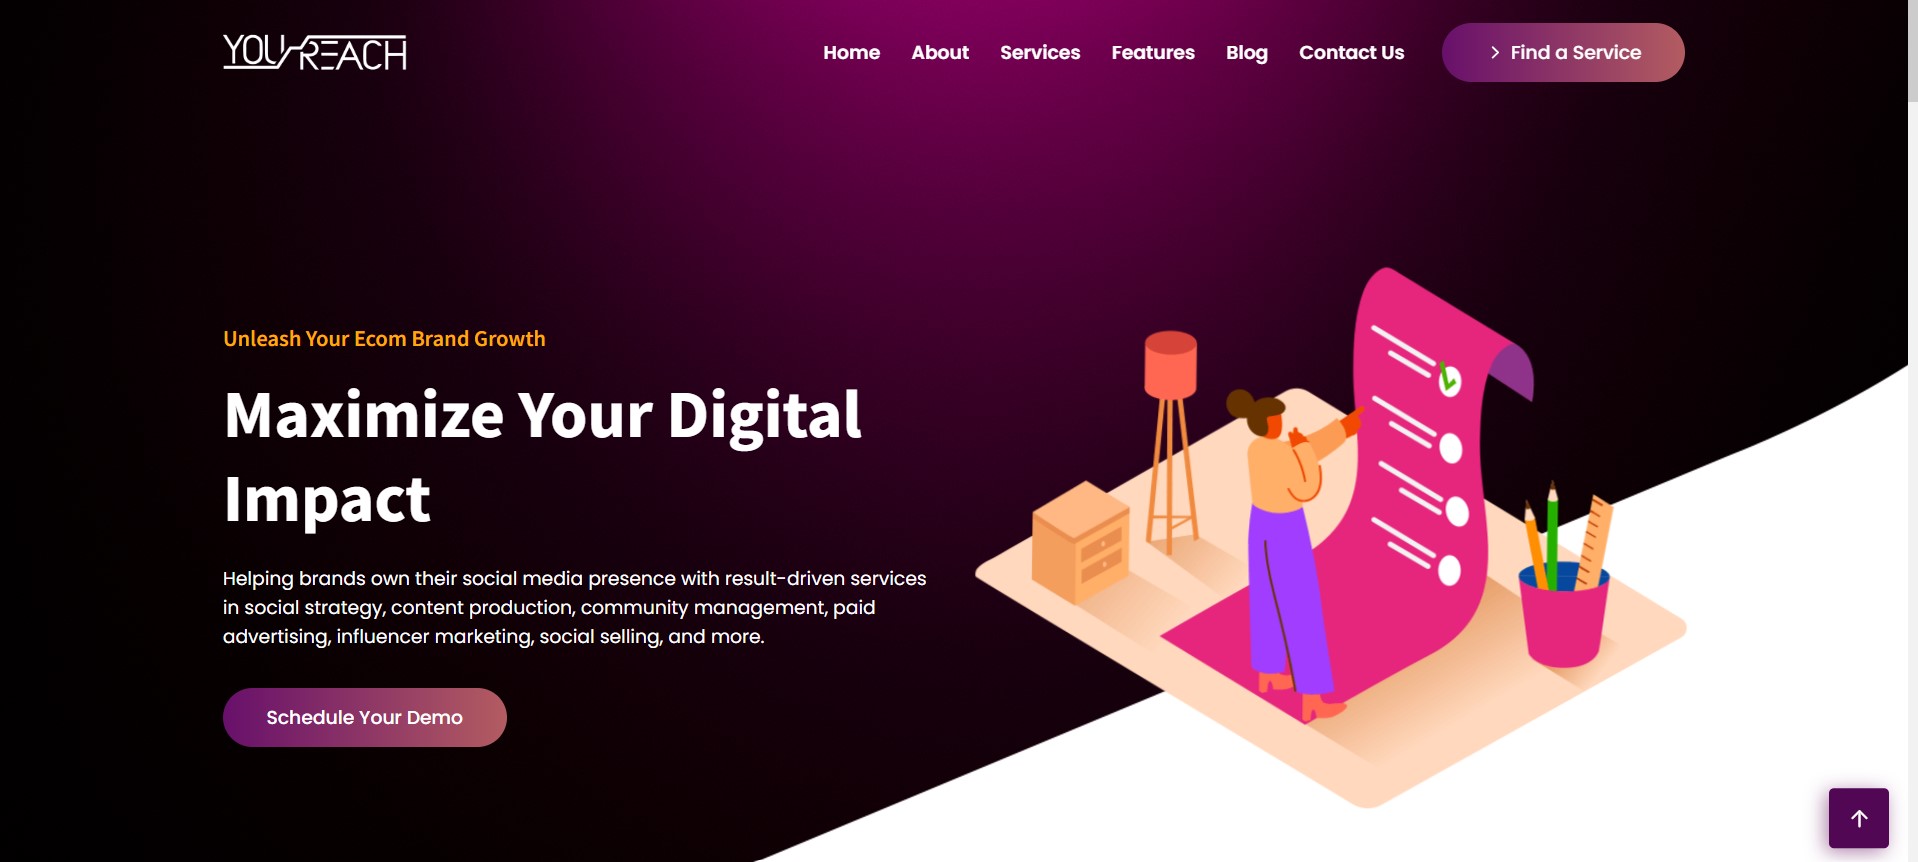 YOUREACH
Home About Services Features Blog Contact Us Find a Service
Unleash Your Ecom Brand Growth
Maximize Your Digital
Impact
Helping brands own their social media presence with result-driven services
in social strategy, content production, community management, paid
advertising, influencer marketing, social selling, and more.
Schedule Your Demo